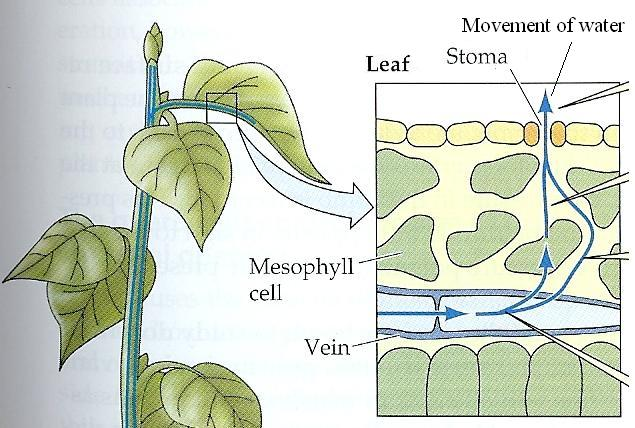 Movement of water
Leaf
Stoma
Mesophyll
cell
Vein